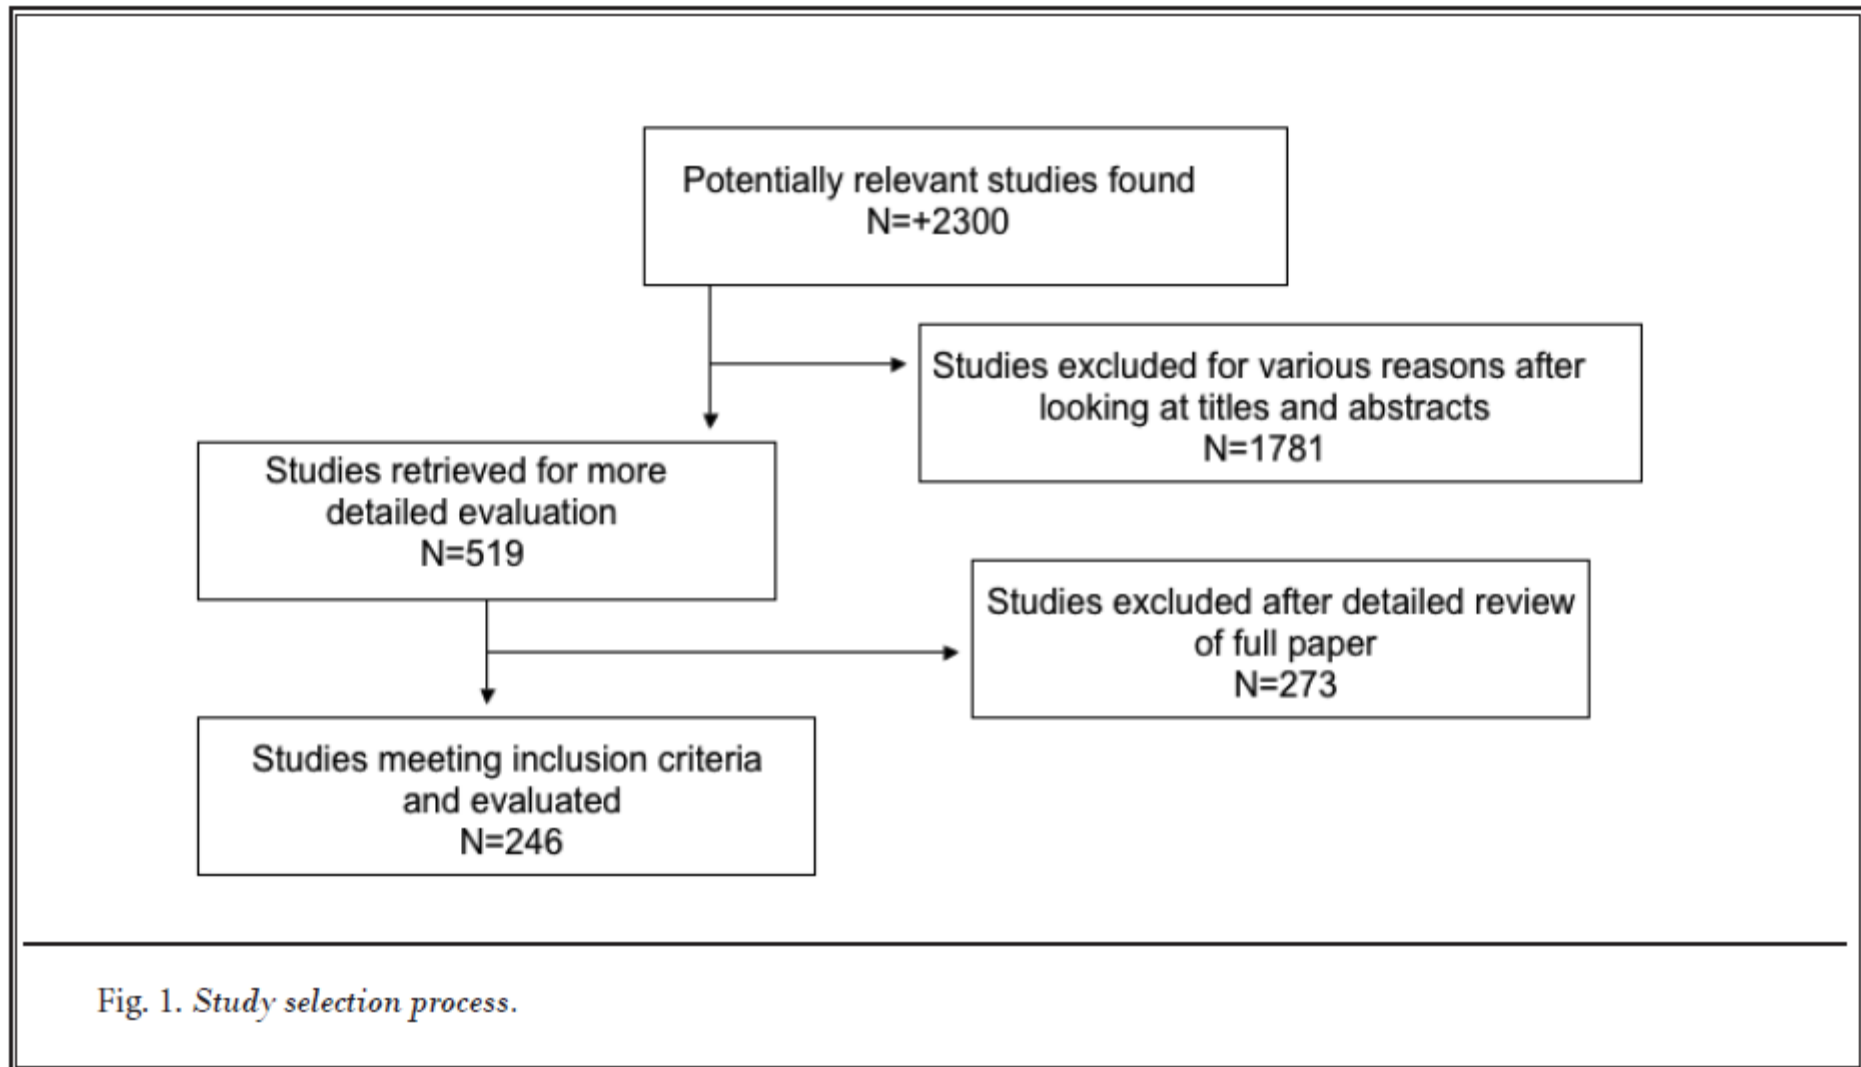 Potentially relevant studies found
N=+2300
Studies excluded for various reasons after
looking at titles and abstracts
N=1781
Studies retrieved for more
detailed evaluation
N=519
Studies excluded after detailed review
of full paper
N=273
Studies meeting inclusion criteria
and evaluated
N=246
Fig. 1. Study selection process.